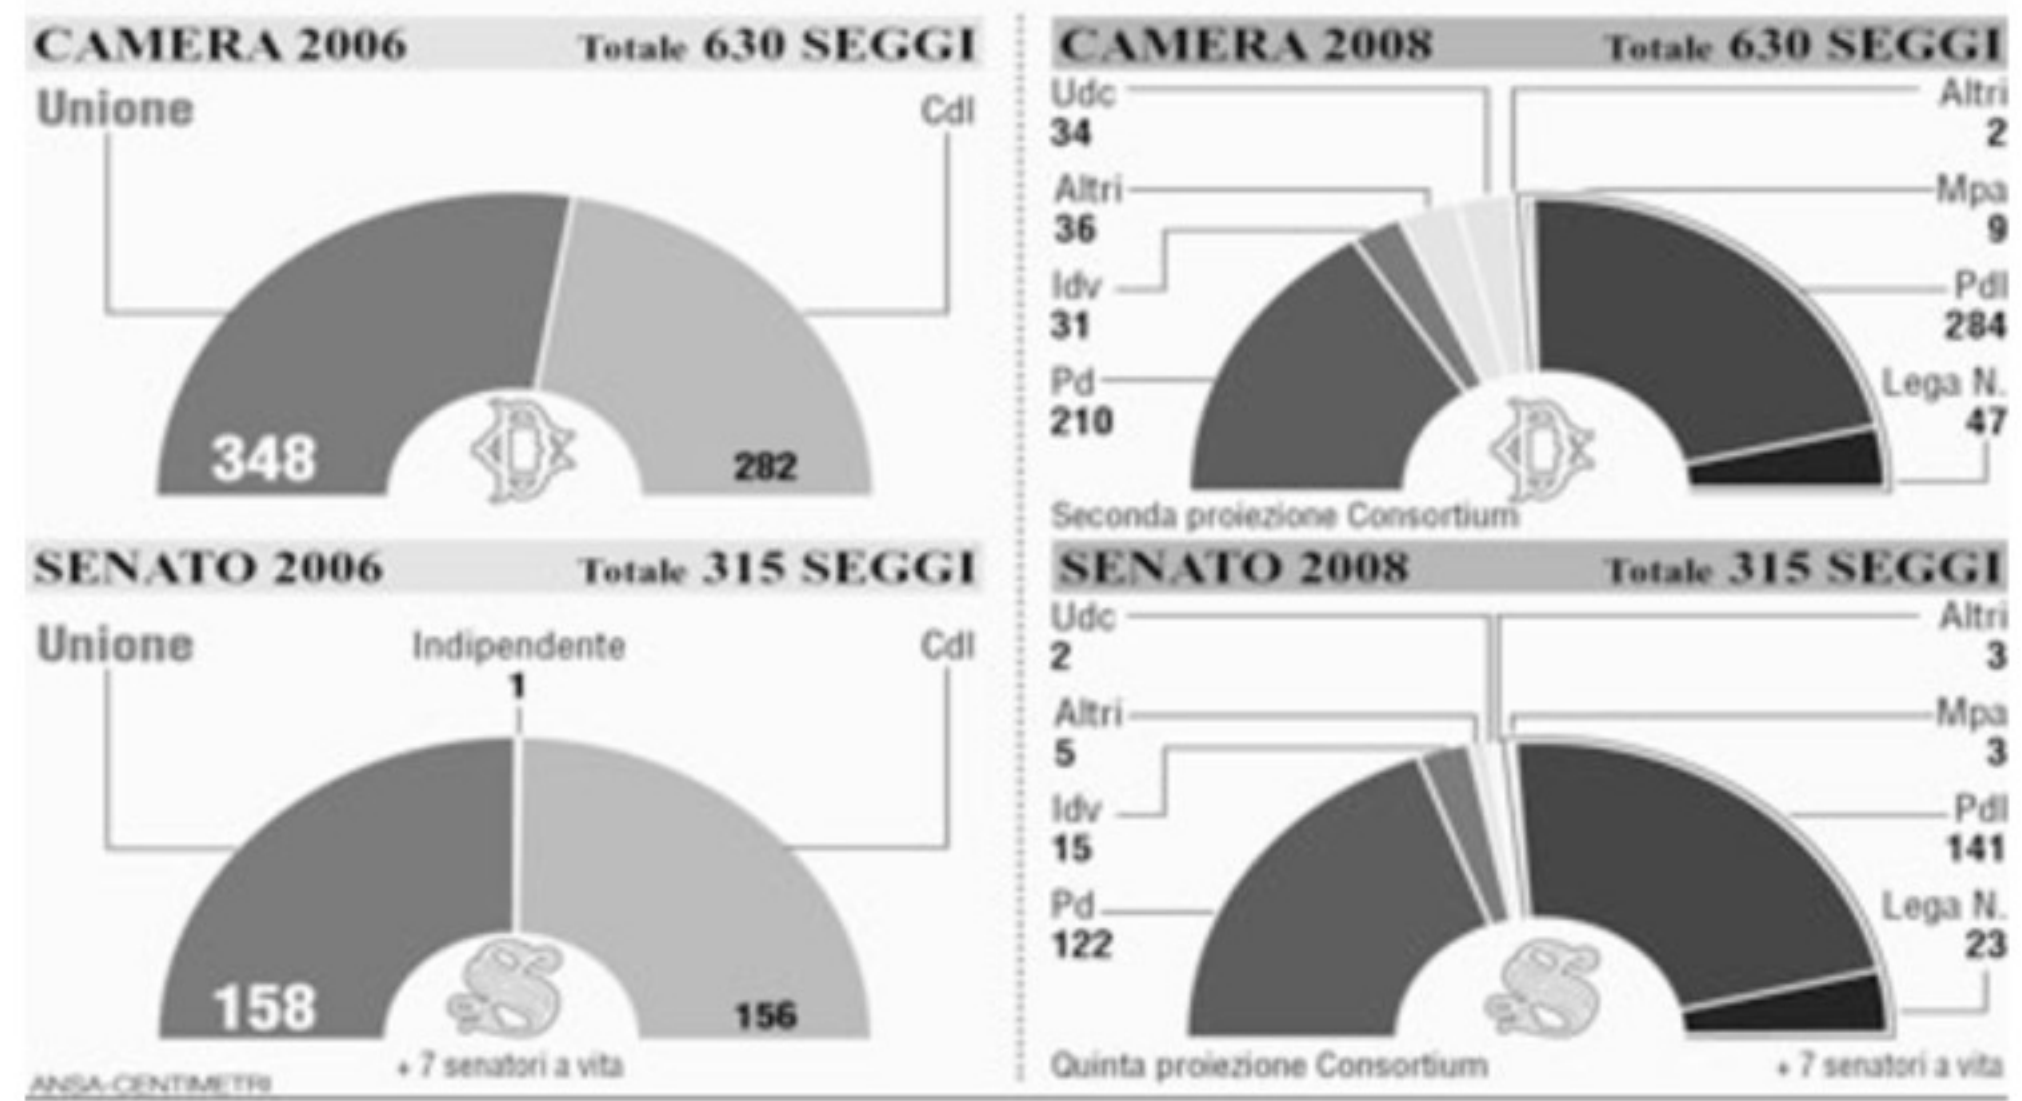 CAMERA 2006 Totale 630 SEGGI
Unione Cdl
348 282
SENATO 2006 Totale 315 SEGGI
Unione Indipendente Cdl
1
158 156
+ 7 senatori a vita
ANSA-CENTIMETRI
CAMERA 2008 Totale 630 SEGGI
Udc Altri
34 2
Altri Mpa
36 9
Idv Pdl
31 284
Pd Lega N.
210 47
Seconda proiezione Consortium
SENATO 2008 Totale 315 SEGGI
Udc Altri
2 3
Altri Mpa
5 3
Idv Pdl
15 141
Pd Lega N.
122 23
Quinta proiezione Consortium + 7 senatori a vita